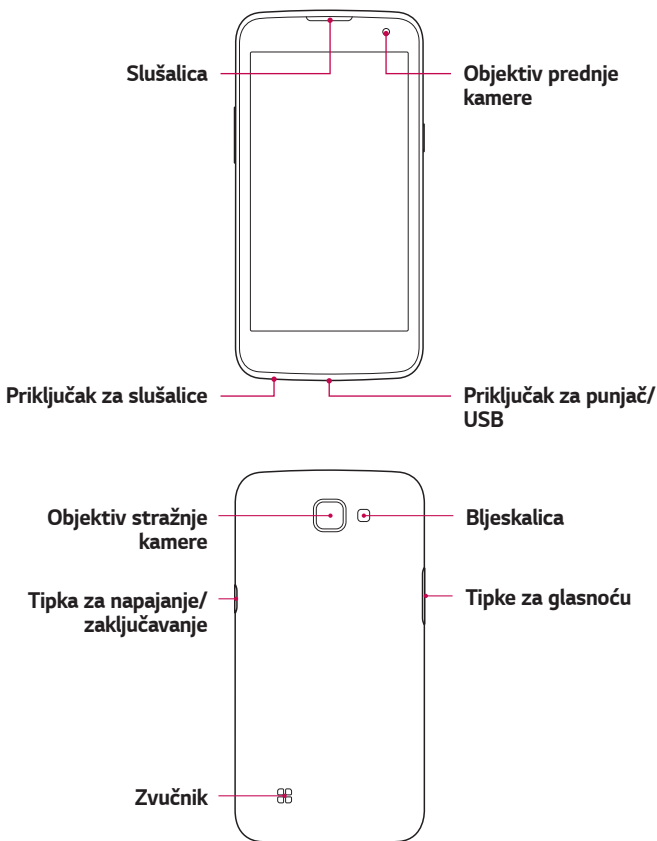 Slušalica
Objektiv prednje
kamere
Priključak za slušalice
Priključak za punjač/
USB
Objektiv stražnje
kamere
Bljeskalica
Tipka za napajanje/
zaključavanje
Tipke za glasnoću
Zvučnik